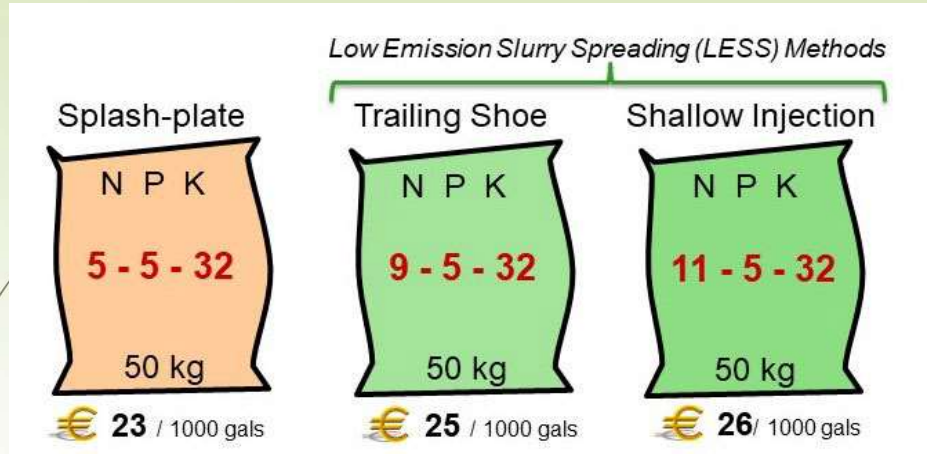 Low Emission Slurry Spreading (LESS) Methods
Splash-plate
N P K
5 - 5 - 32
50 kg
€ 23 / 1000 gals
Trailing Shoe
N P K
9 - 5 - 32
50 kg
€ 25 / 1000 gals
Shallow Injection
N P K
11 - 5 - 32
50 kg
€ 26/ 1000 gals